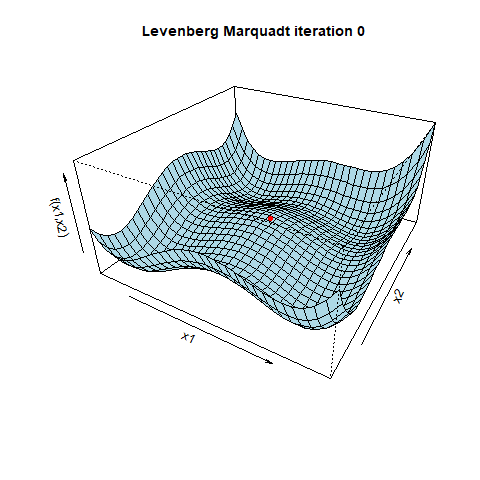 Levenberg Marquadt iteration 0
f(x1,x2)
x1
x2